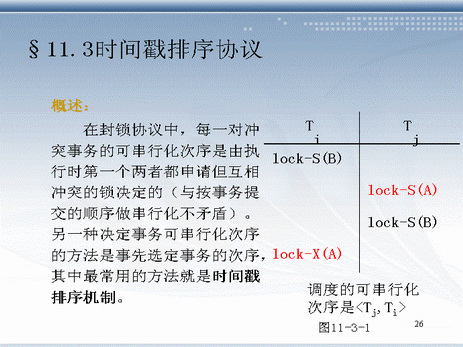 §11.3时间戳排序协议
概述:
在封锁协议中，每一对冲
突事务的可串行化次序是由执
行时第一个两者都申请但互相
冲突的锁决定的（与按事务提
交的顺序做串行化不矛盾）。
另一种决定事务可串行化次序
的方法是事先选定事务的次序，
其中最常用的方法就是时间戳
排序机制。
Ti Tj
lock-S(B)
lock-S(A)
lock-S(B)
lock-X(A)
调度的可串行化
次序是<Tj,Ti>
图11-3-1
26